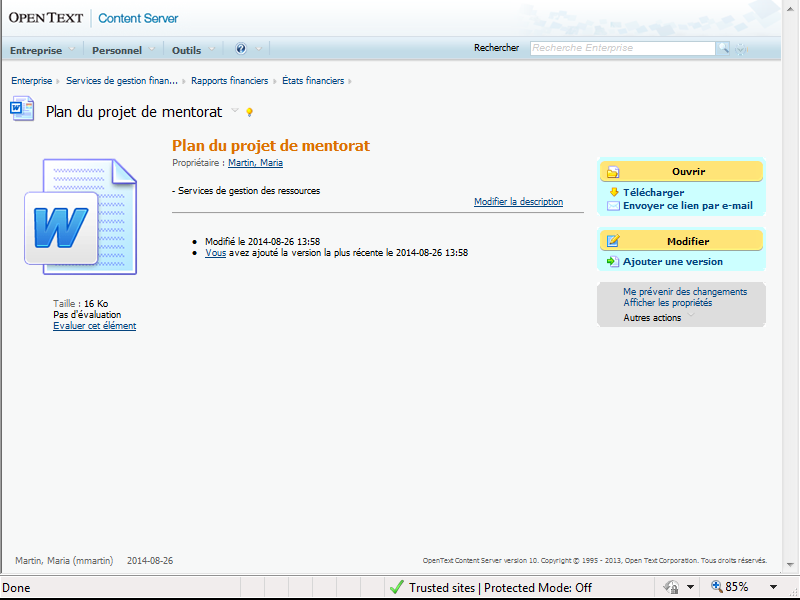 OPEN TEXT | Content Server
Entreprise Personnel Outils Rechercher Recherche Enterprise
Enterprise Services de gestion finan... Rapports financiers États financiers
Plan du projet de mentorat
Plan du projet de mentorat
Propriétaire : Martin, Maria
- Services de gestion des ressources
Modifier la description
• Modifié le 2014-08-26 13:58
• Vous avez ajouté la version la plus récente le 2014-08-26 13:58
Taille : 16 Ko
Pas d'évaluation
Evaluer cet élément
Ouvrir
Télécharger
Envoyer ce lien par e-mail
Modifier
Ajouter une version
Me prévenir des changements
Afficher les propriétés
Autres actions
Martin, Maria (mmartin) 2014-08-26 OpenText Content Server version 10. Copyright © 1995 - 2013, Open Text Corporation. Tous droits réservés.
Done Trusted sites | Protected Mode: Off 85%